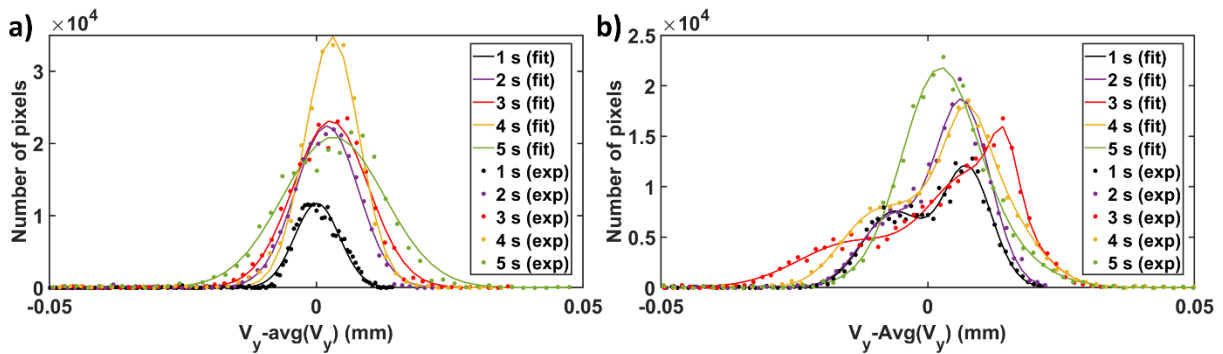 a)
×10⁴
Number of pixels
3
2
1
0
-0.05
0
0.05
V_y-avg(V_y) (mm)
1 s (fit)
2 s (fit)
3 s (fit)
4 s (fit)
5 s (fit)
1 s (exp)
2 s (exp)
3 s (exp)
4 s (exp)
5 s (exp)
b)
×10⁴
Number of pixels
2.5
2
1.5
1
0.5
0
-0.05
0
0.05
V_y-Avg(V_y) (mm)
1 s (fit)
2 s (fit)
3 s (fit)
4 s (fit)
5 s (fit)
1 s (exp)
2 s (exp)
3 s (exp)
4 s (exp)
5 s (exp)